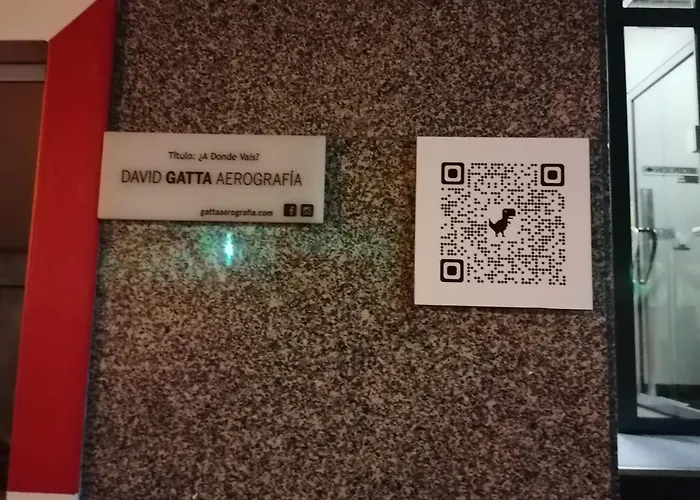 Título: ¿A Donde Vais?
DAVID GATTA AEROGRAFÍA
gattaaerografia.com